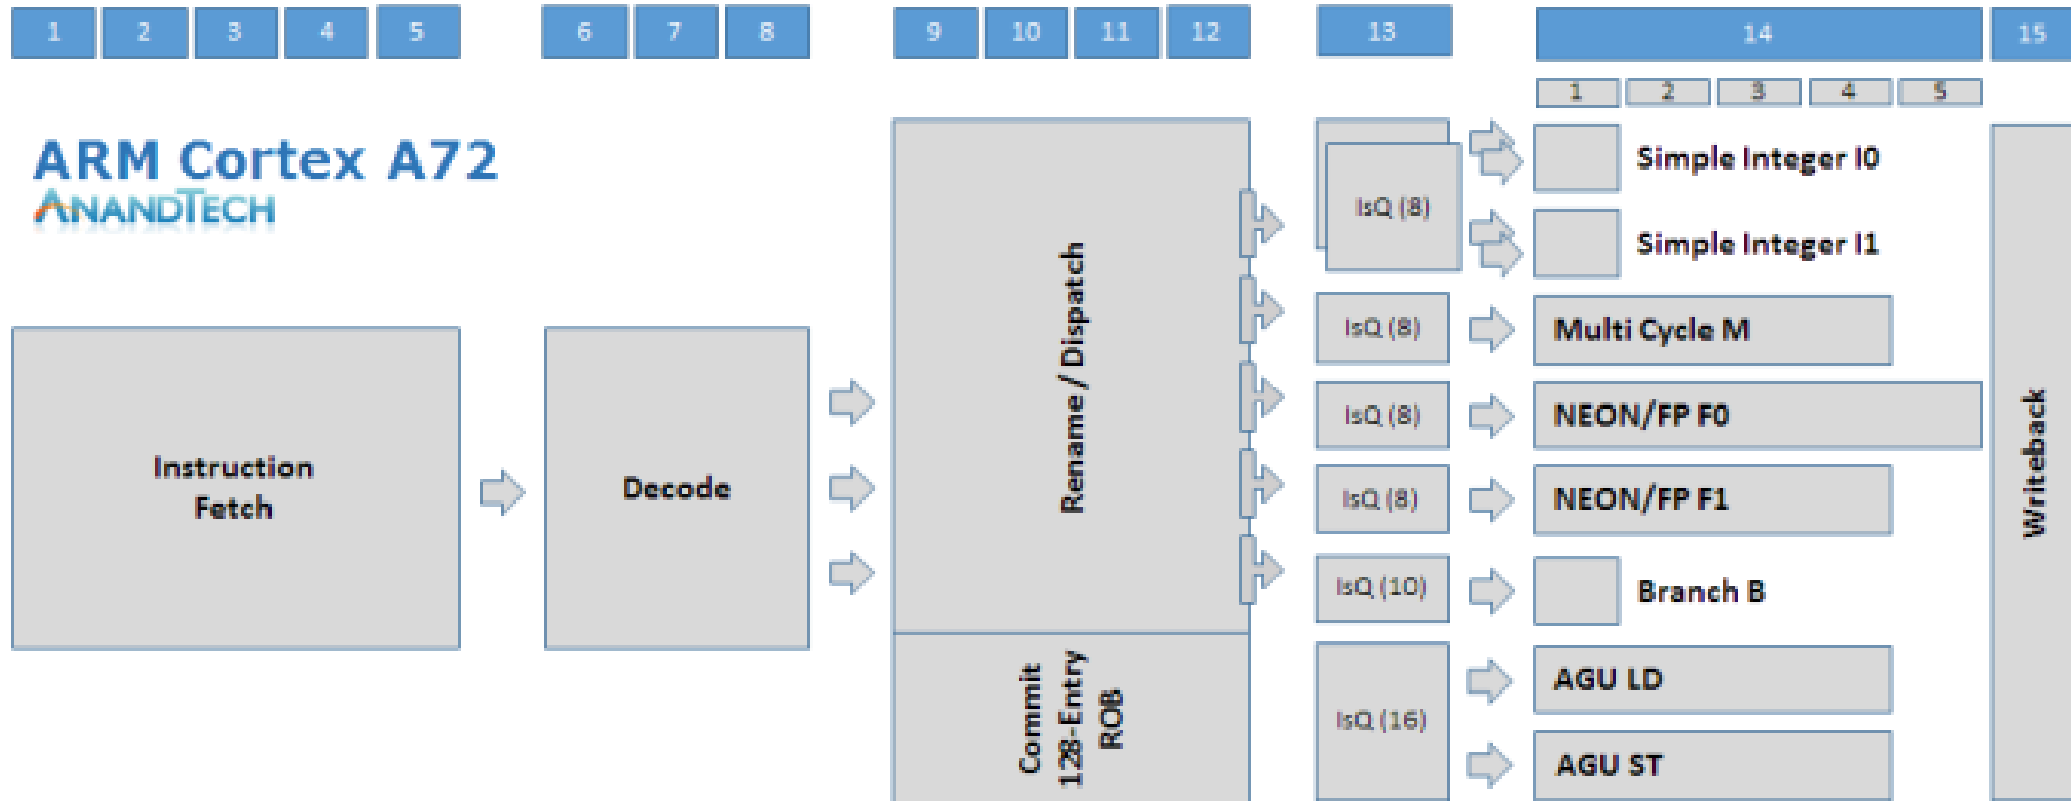 1 2 3 4 5 6 7 8 9 10 11 12 13 14 15
1 2 3 4 5
ARM Cortex A72
ANANDTECH
Instruction
Fetch
Decode
Rename / Dispatch
Commit
128-Entry
ROB
IsQ (8)
IsQ (8)
IsQ (8)
IsQ (8)
IsQ (10)
IsQ (16)
Simple Integer I0
Simple Integer I1
Multi Cycle M
NEON/FP F0
NEON/FP F1
Branch B
AGU LD
AGU ST
Writeback